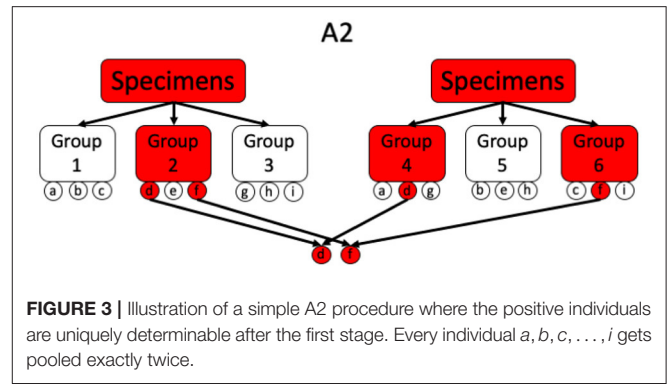 A2
Specimens Specimens
Group Group Group Group Group Group
1 2 3 4 5 6
a b c d e f g h i a d g b e h c f i
d f
FIGURE 3 | Illustration of a simple A2 procedure where the positive individuals
are uniquely determinable after the first stage. Every individual a, b, c, . . . , i gets
pooled exactly twice.